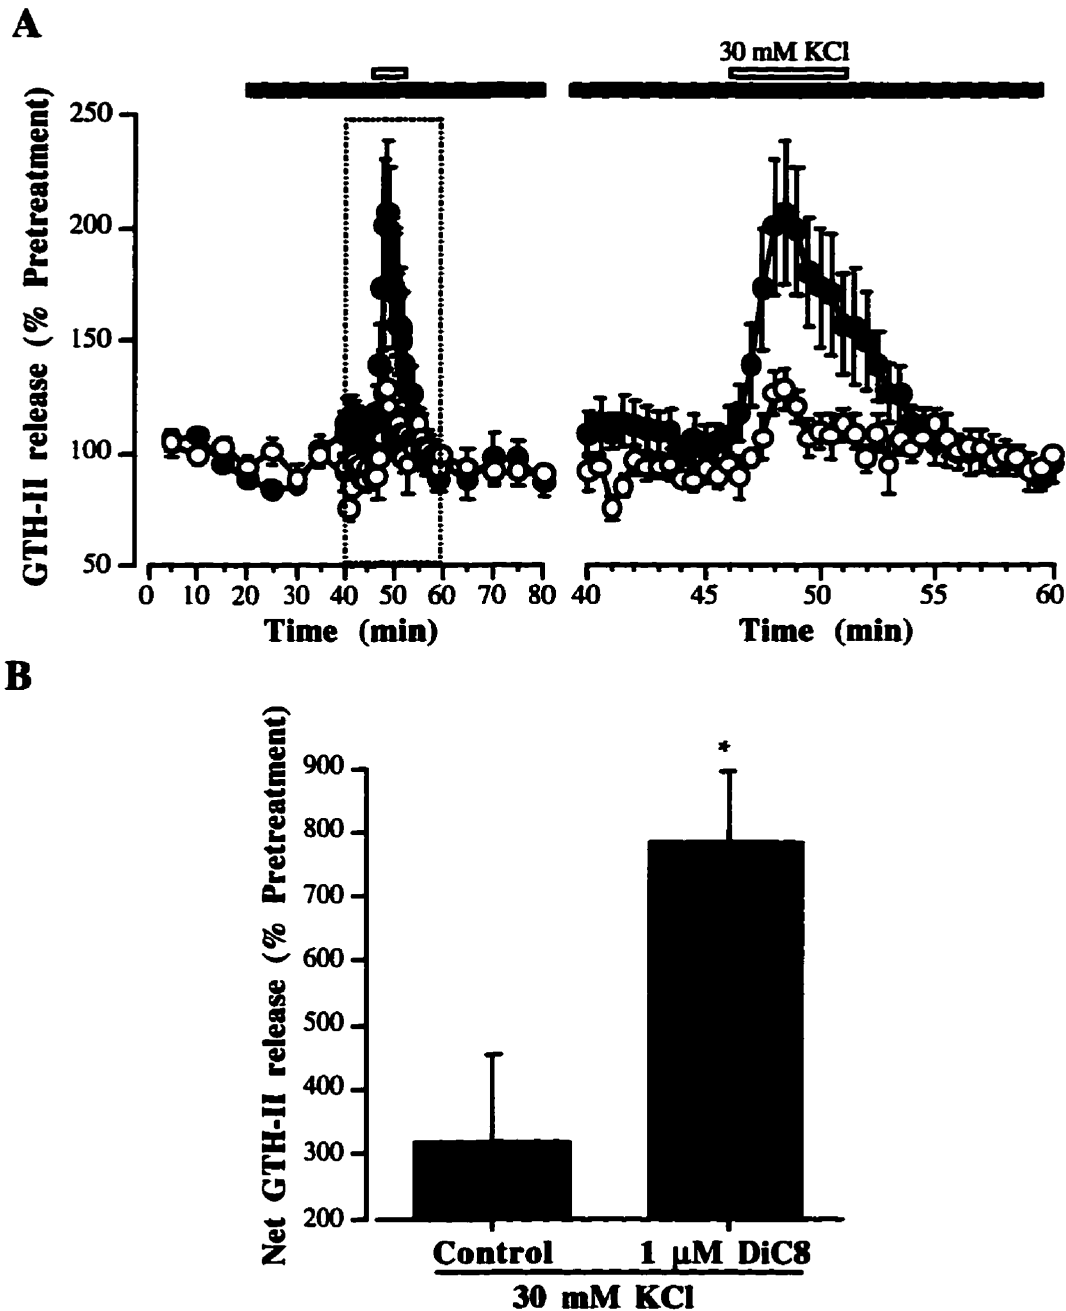 A
30 mM KCl
GTH-II release (% Pretreatment)
250
200
150
100
50
0 10 20 30 40 50 60 70 80
Time (min)
40 45 50 55 60
Time (min)
B
Net GTH-II release (% Pretreatment)
900
800
700
600
500
400
300
200
*
Control 1 μM DiC8
30 mM KCl